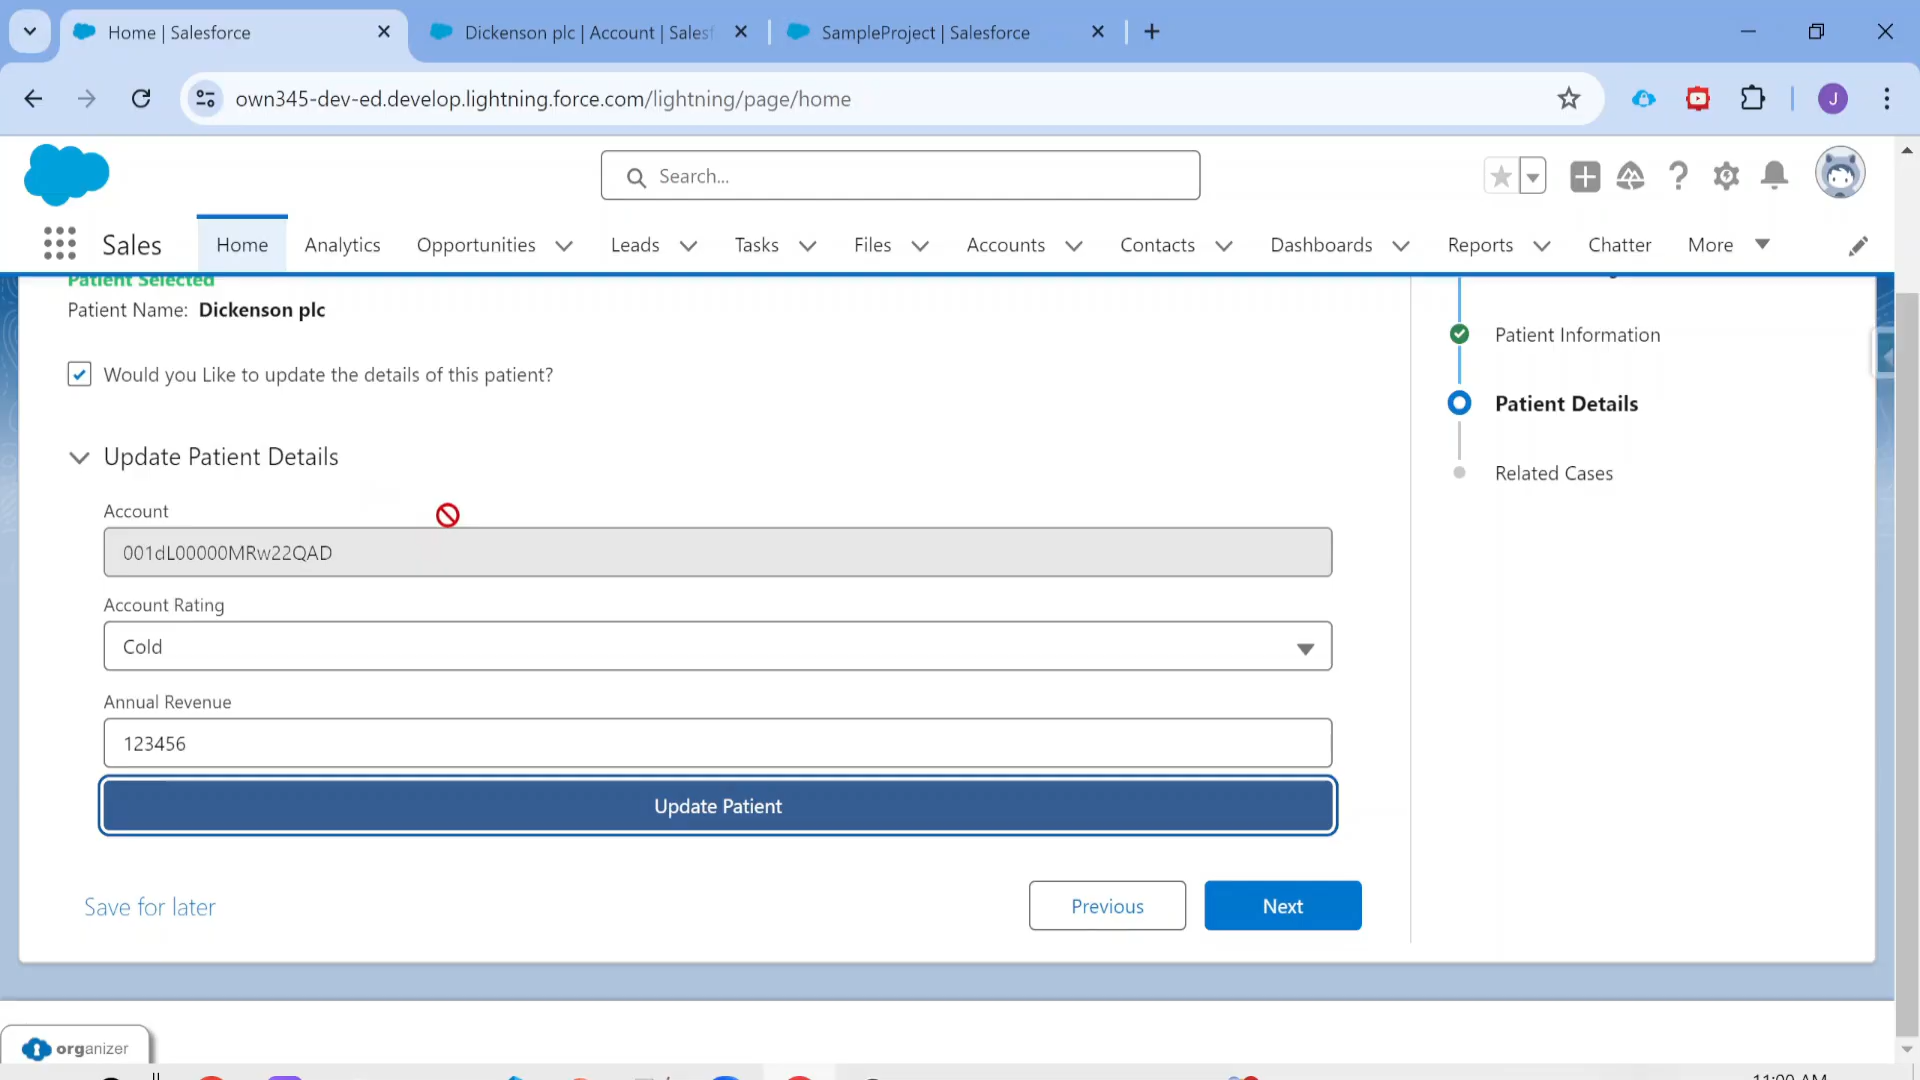 Home | Salesforce
Dickenson plc | Account | Salesf
SampleProject | Salesforce
own345-dev-ed.develop.lightning.force.com/lightning/page/home
J
Search...
Sales
Home
Analytics
Opportunities
Leads
Tasks
Files
Accounts
Contacts
Dashboards
Reports
Chatter
More
Patient Selected
Patient Name: Dickenson plc
Would you Like to update the details of this patient?
Update Patient Details
Account
001dL00000MRw22QAD
Account Rating
Cold
Annual Revenue
123456
Update Patient
Save for later
Previous
Next
Patient Information
Patient Details
Related Cases
organizer
11:00 AM